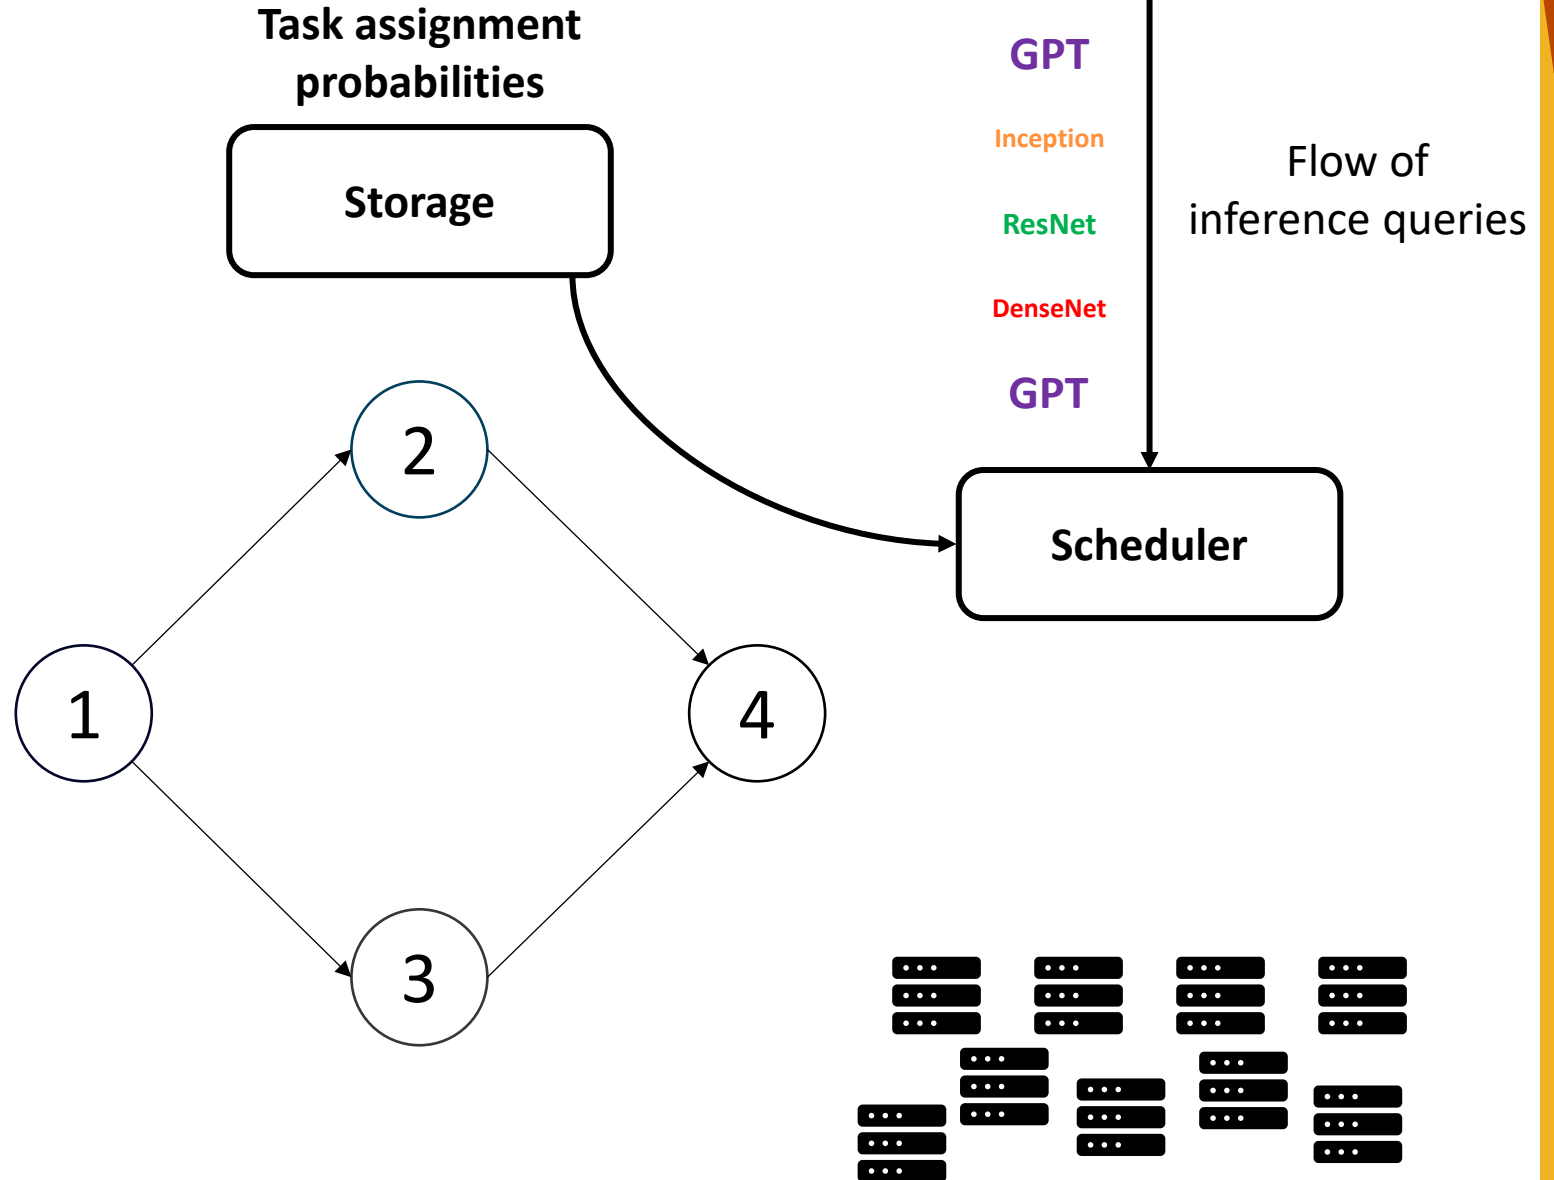 Task assignment
probabilities
Storage
GPT
Inception
ResNet
DenseNet
GPT
Flow of
inference queries
Scheduler
2
1
4
3